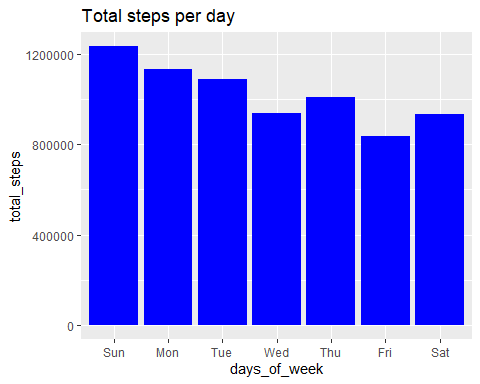 Total steps per day
total_steps
1200000
800000
400000
0
Sun Mon Tue Wed Thu Fri Sat
days_of_week